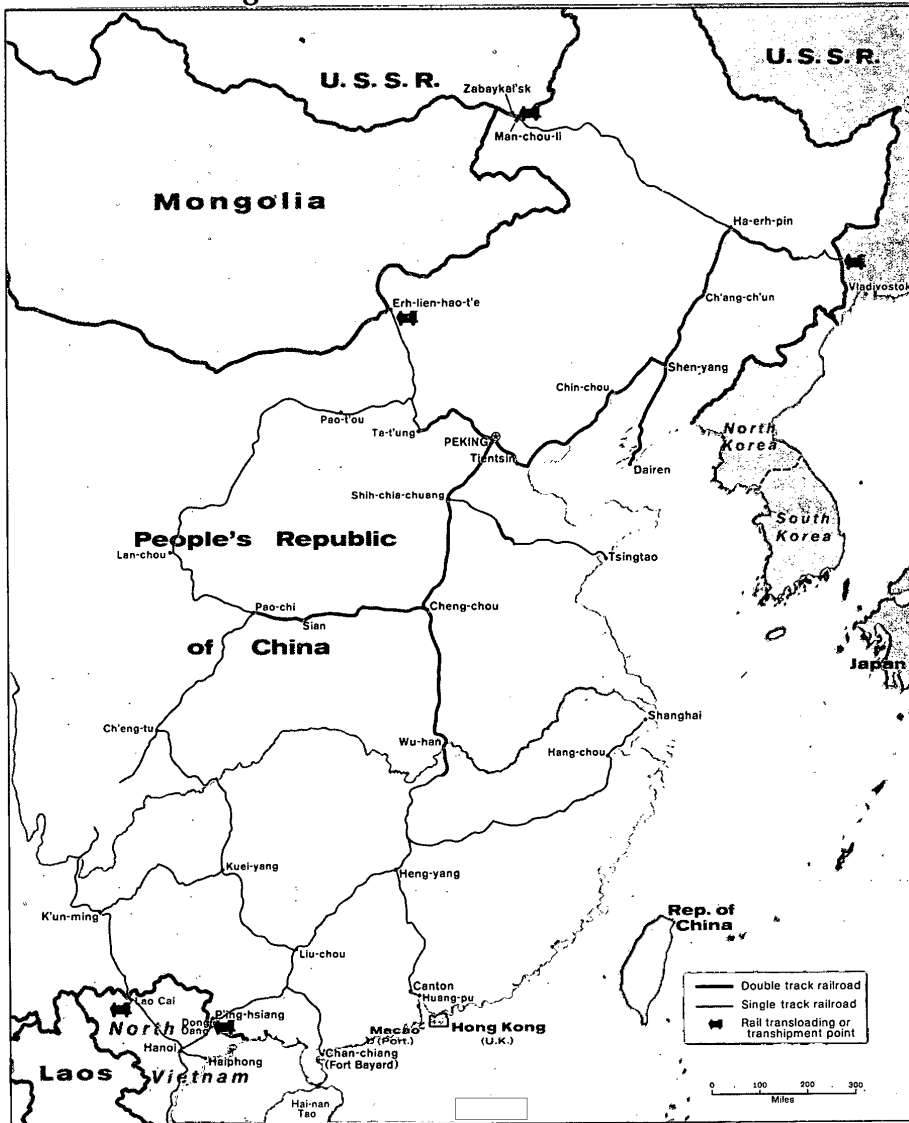 U. S. S. R.
U. S. S. R.
Zabaykal'sk
Man-chou-li
Mongolia
Ha-erh-pin
Vladivostok
Erh-lien-hao-t'e
Ch'ang-ch'un
Shen-yang
Chin-chou
Pao-t'ou
Ta-t'ung
PEKING
Tientsin
North
Korea
Dairen
Shih-chia-chuang
South
Korea
People's Republic
Lan-chou
Tsingtao
Pao-chi
Cheng-chou
Sian
of China
Japan
Shanghai
Ch'eng-tu
Wu-han
Hang-chou
Kuei-yang
Heng-yang
K'un-ming
Rep. of
China
Liu-chou
Canton
Huang-pu
Lao Cai
P'ing-hsiang
Dong
Dang
North
Macao
(Port.)
Hong Kong
(U.K.)
Hanoi
Haiphong
Chan-chiang
(Fort Bayard)
Laos
Vietnam
Hai-nan
Tao
Double track railroad
Single track railroad
Rail transloading or
transhipment point
0 100 200 300
Miles